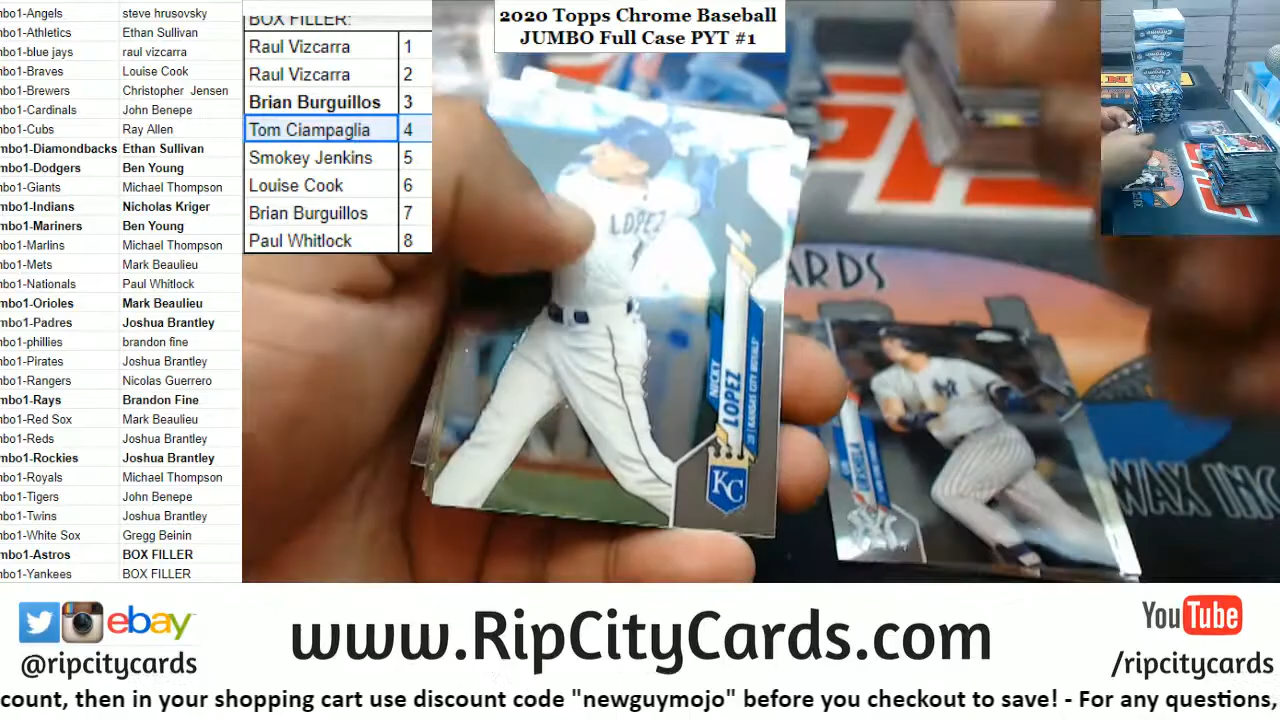 mbo1-Angels steve hrusovsky
mbo1-Athletics Ethan Sullivan
mbo1-blue jays raul vizcarra
mbo1-Braves Louise Cook
mbo1-Brewers Christopher Jensen
mbo1-Cardinals John Benepe
mbo1-Cubs Ray Allen
mbo1-Diamondbacks Ethan Sullivan
mbo1-Dodgers Ben Young
mbo1-Giants Michael Thompson
mbo1-Indians Nicholas Kriger
mbo1-Mariners Ben Young
mbo1-Marlins Michael Thompson
mbo1-Mets Mark Beaulieu
mbo1-Nationals Paul Whitlock
mbo1-Orioles Mark Beaulieu
mbo1-Padres Joshua Brantley
mbo1-phillies brandon fine
mbo1-Pirates Joshua Brantley
mbo1-Rangers Nicolas Guerrero
mbo1-Rays Brandon Fine
mbo1-Red Sox Mark Beaulieu
mbo1-Reds Joshua Brantley
mbo1-Rockies Joshua Brantley
mbo1-Royals Michael Thompson
mbo1-Tigers John Benepe
mbo1-Twins Joshua Brantley
mbo1-White Sox Gregg Beinin
mbo1-Astros BOX FILLER
mbo1-Yankees BOX FILLER
BOX FILLER:
Raul Vizcarra 1
Raul Vizcarra 2
Brian Burguillos 3
Tom Ciampaglia 4
Smokey Jenkins 5
Louise Cook 6
Brian Burguillos 7
Paul Whitlock 8
2020 Topps Chrome Baseball
JUMBO Full Case PYT #1
LOPEZ
NICKY
LOPEZ
2B | KANSAS CITY ROYALS
KC
URSHELA
ARDS
WAX INC
ebay
@ripcitycards
www.RipCityCards.com
YouTube
/ripcitycards
count, then in your shopping cart use discount code "newguymojo" before you checkout to save! - For any questions,